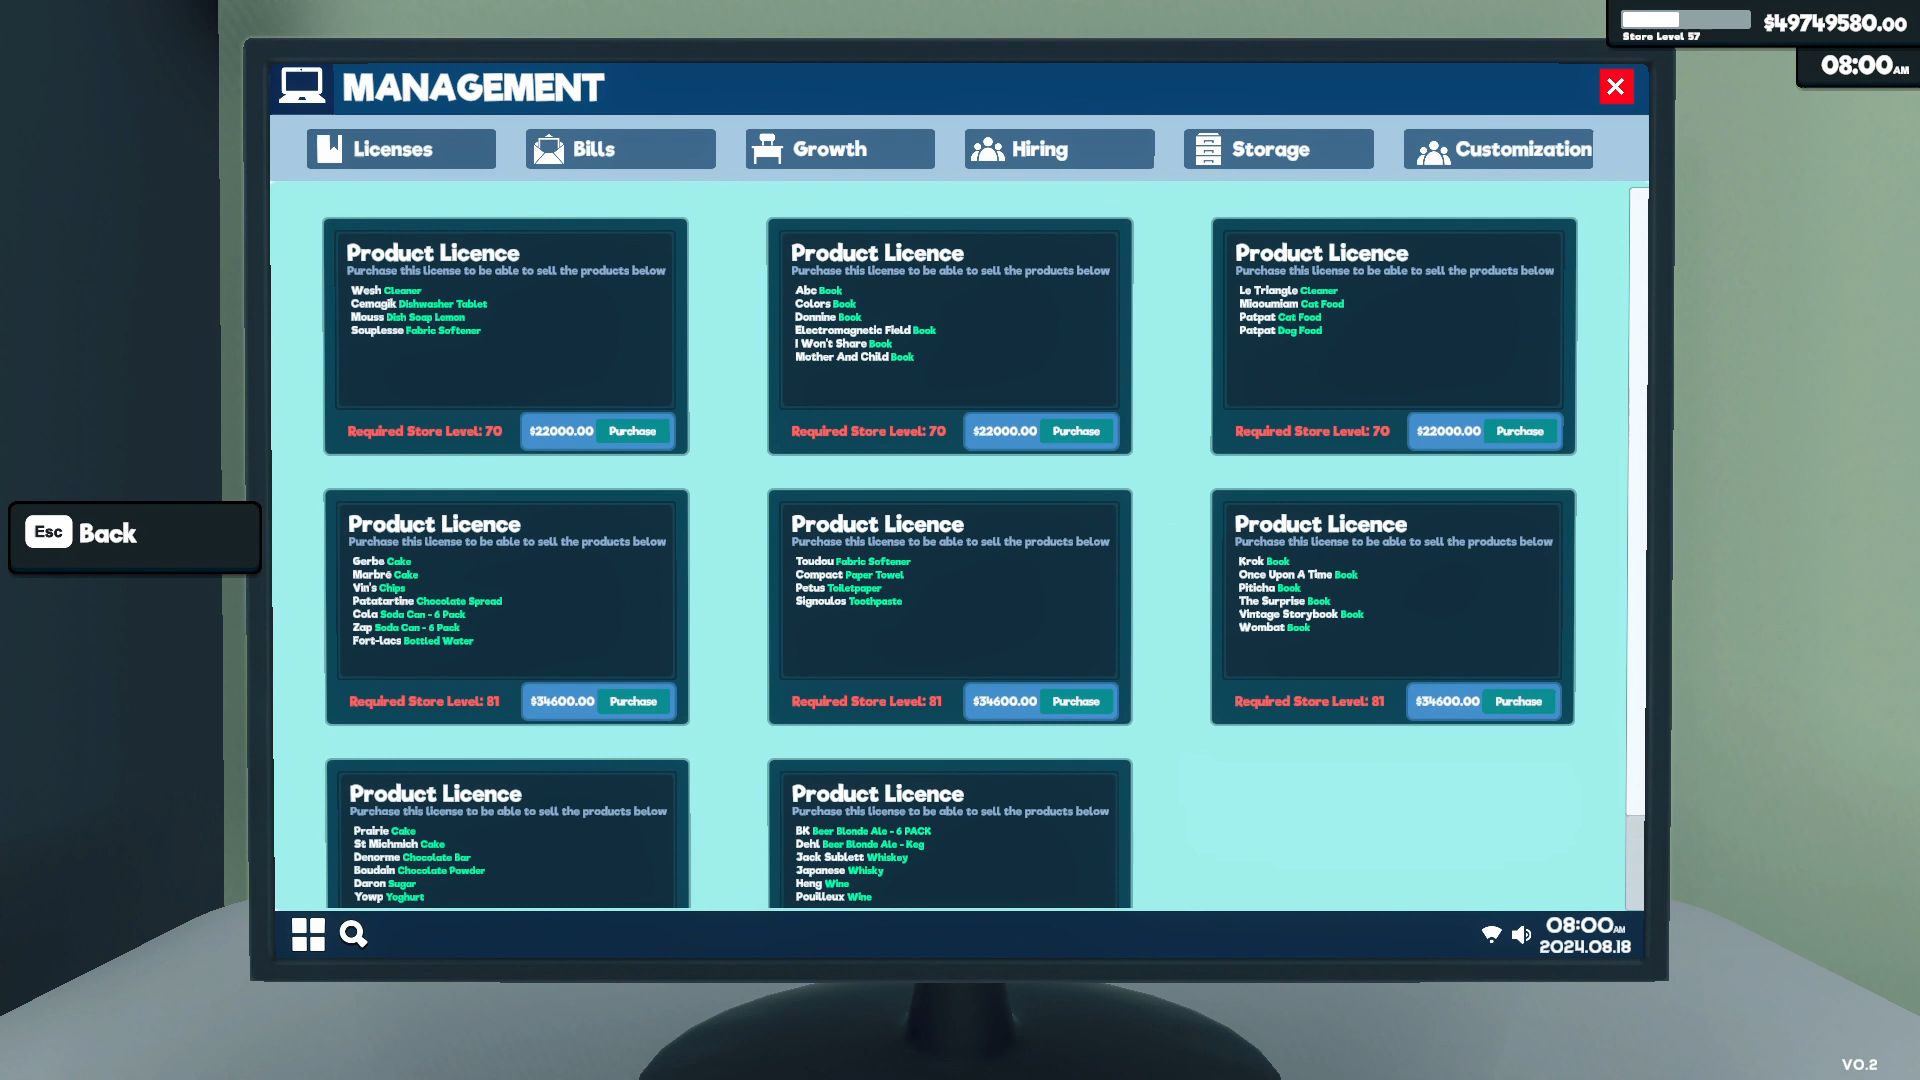 Store Level 57
$49749580.00
08:00AM
MANAGEMENT
Licenses
Bills
Growth
Hiring
Storage
Customization
Product Licence
Purchase this license to be able to sell the products below
Wesh Cleaner
Cemagik Dishwasher Tablet
Mouss Dish Soap Lemon
Souplesse Fabric Softener
Required Store Level: 70
$22000.00
Purchase
Product Licence
Purchase this license to be able to sell the products below
Abc Book
Colors Book
Donnine Book
Electromagnetic Field Book
I Won't Share Book
Mother And Child Book
Required Store Level: 70
$22000.00
Purchase
Product Licence
Purchase this license to be able to sell the products below
Le Triangle Cleaner
Miaoumiam Cat Food
Patpat Cat Food
Patpat Dog Food
Required Store Level: 70
$22000.00
Purchase
Esc Back
Product Licence
Purchase this license to be able to sell the products below
Gerbe Cake
Marbré Cake
Vin's Chips
Patatartine Chocolate Spread
Cola Soda Can - 6 Pack
Zap Soda Can - 6 Pack
Fort-lacs Bottled Water
Required Store Level: 81
$34600.00
Purchase
Product Licence
Purchase this license to be able to sell the products below
Toudou Fabric Softener
Compact Paper Towel
Petus Toiletpaper
Signoulos Toothpaste
Required Store Level: 81
$34600.00
Purchase
Product Licence
Purchase this license to be able to sell the products below
Krok Book
Once Upon A Time Book
Piticha Book
The Surprise Book
Vintage Storybook Book
Wombat Book
Required Store Level: 81
$34600.00
Purchase
Product Licence
Purchase this license to be able to sell the products below
Prairie Cake
St Michmich Cake
Denorme Chocolate Bar
Boudain Chocolate Powder
Daron Sugar
Yowp Yoghurt
Product Licence
Purchase this license to be able to sell the products below
BK Beer Blonde Ale - 6 PACK
Dehl Beer Blonde Ale - Keg
Jack Sublett Whiskey
Japanese Whisky
Heng Wine
Pouilleux Wine
08:00AM
2024.08.18
V0.2